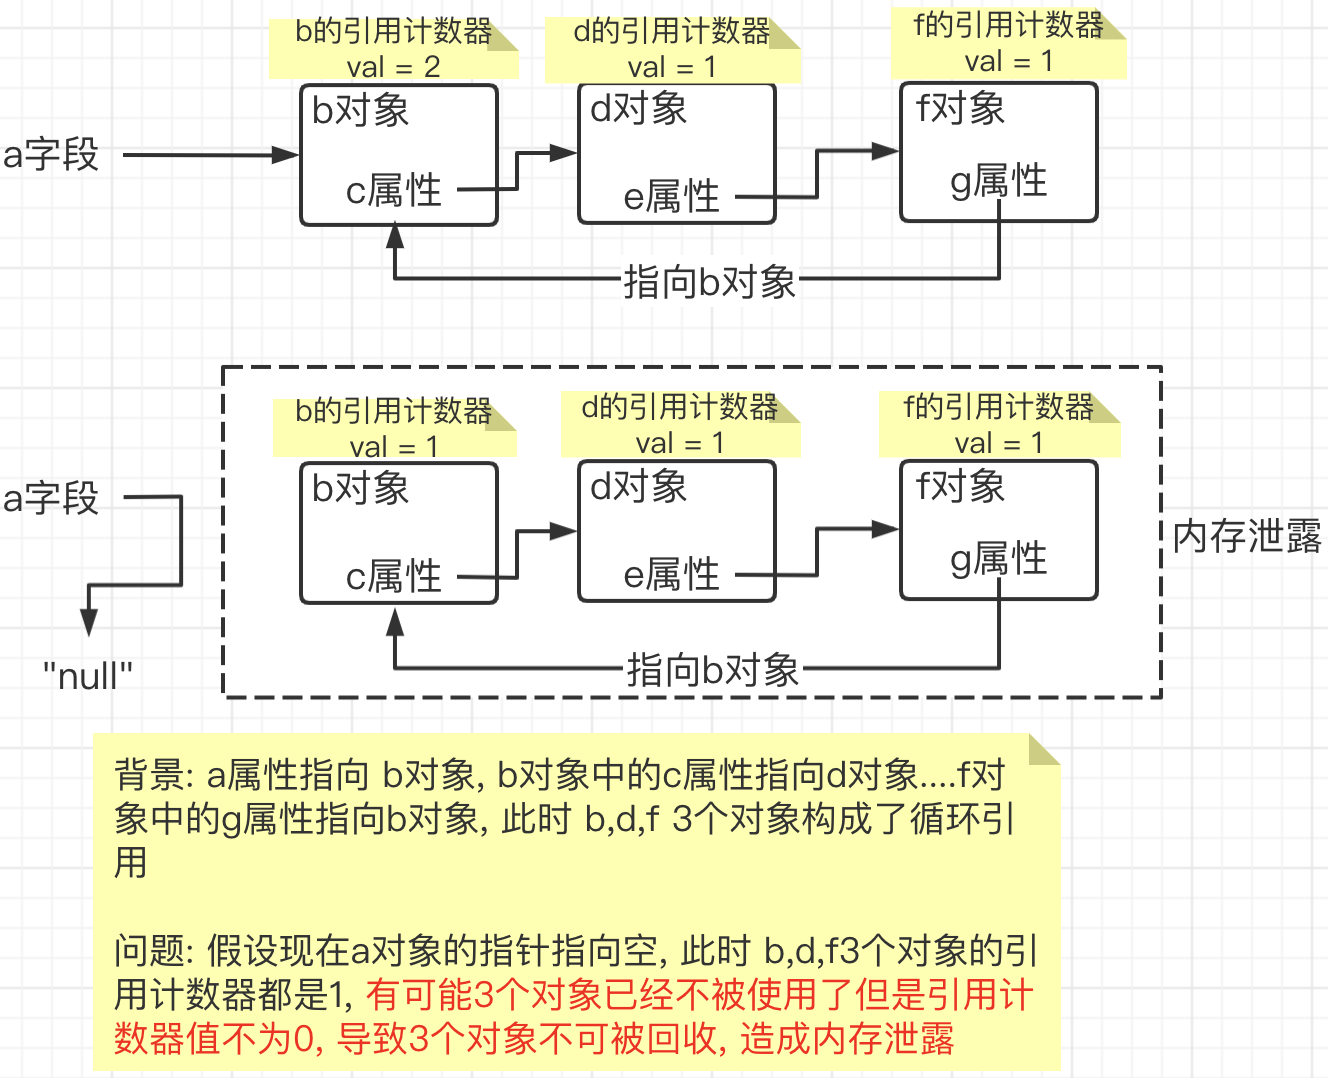 b的引用计数器
val = 2
d的引用计数器
val = 1
f的引用计数器
val = 1
b对象
d对象
f对象
a字段
c属性
e属性
g属性
指向b对象
b的引用计数器
val = 1
d的引用计数器
val = 1
f的引用计数器
val = 1
b对象
d对象
f对象
a字段
内存泄露
c属性
e属性
g属性
指向b对象
"null"
背景: a属性指向 b对象, b对象中的c属性指向d对象....f对
象中的g属性指向b对象, 此时 b,d,f 3个对象构成了循环引
用
问题: 假设现在a对象的指针指向空, 此时 b,d,f3个对象的引
用计数器都是1, 有可能3个对象已经不被使用了但是引用计
数器值不为0, 导致3个对象不可被回收, 造成内存泄露